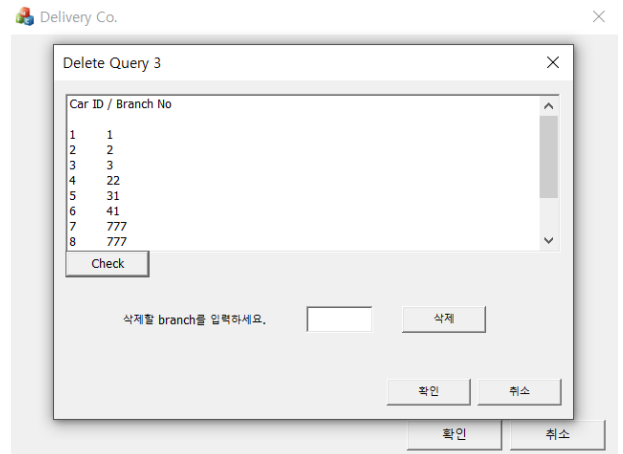 Delivery Co.
Delete Query 3
Car ID / Branch No
1 1
2 2
3 3
4 22
5 31
6 41
7 777
8 777
Check
삭제할 branch를 입력하세요.
삭제
확인 취소
확인 취소